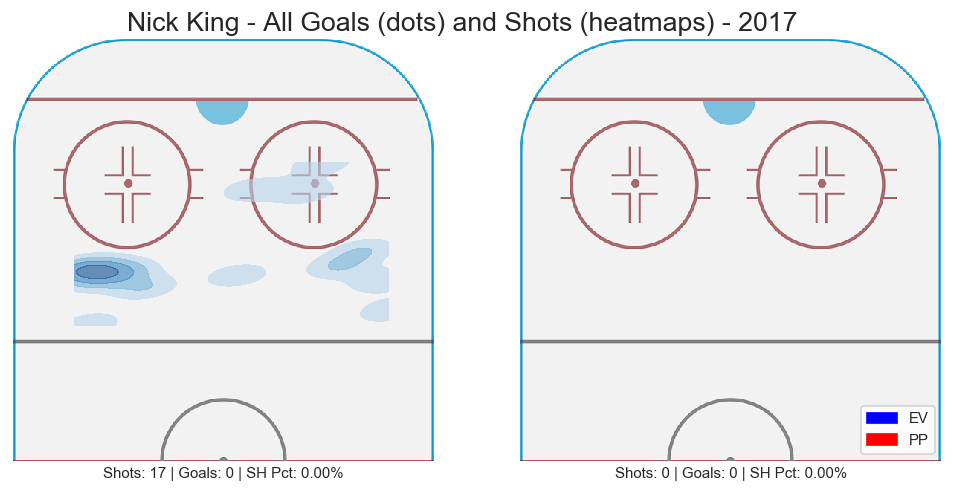 Nick King - All Goals (dots) and Shots (heatmaps) - 2017
EV
PP
Shots: 17 | Goals: 0 | SH Pct: 0.00%
Shots: 0 | Goals: 0 | SH Pct: 0.00%